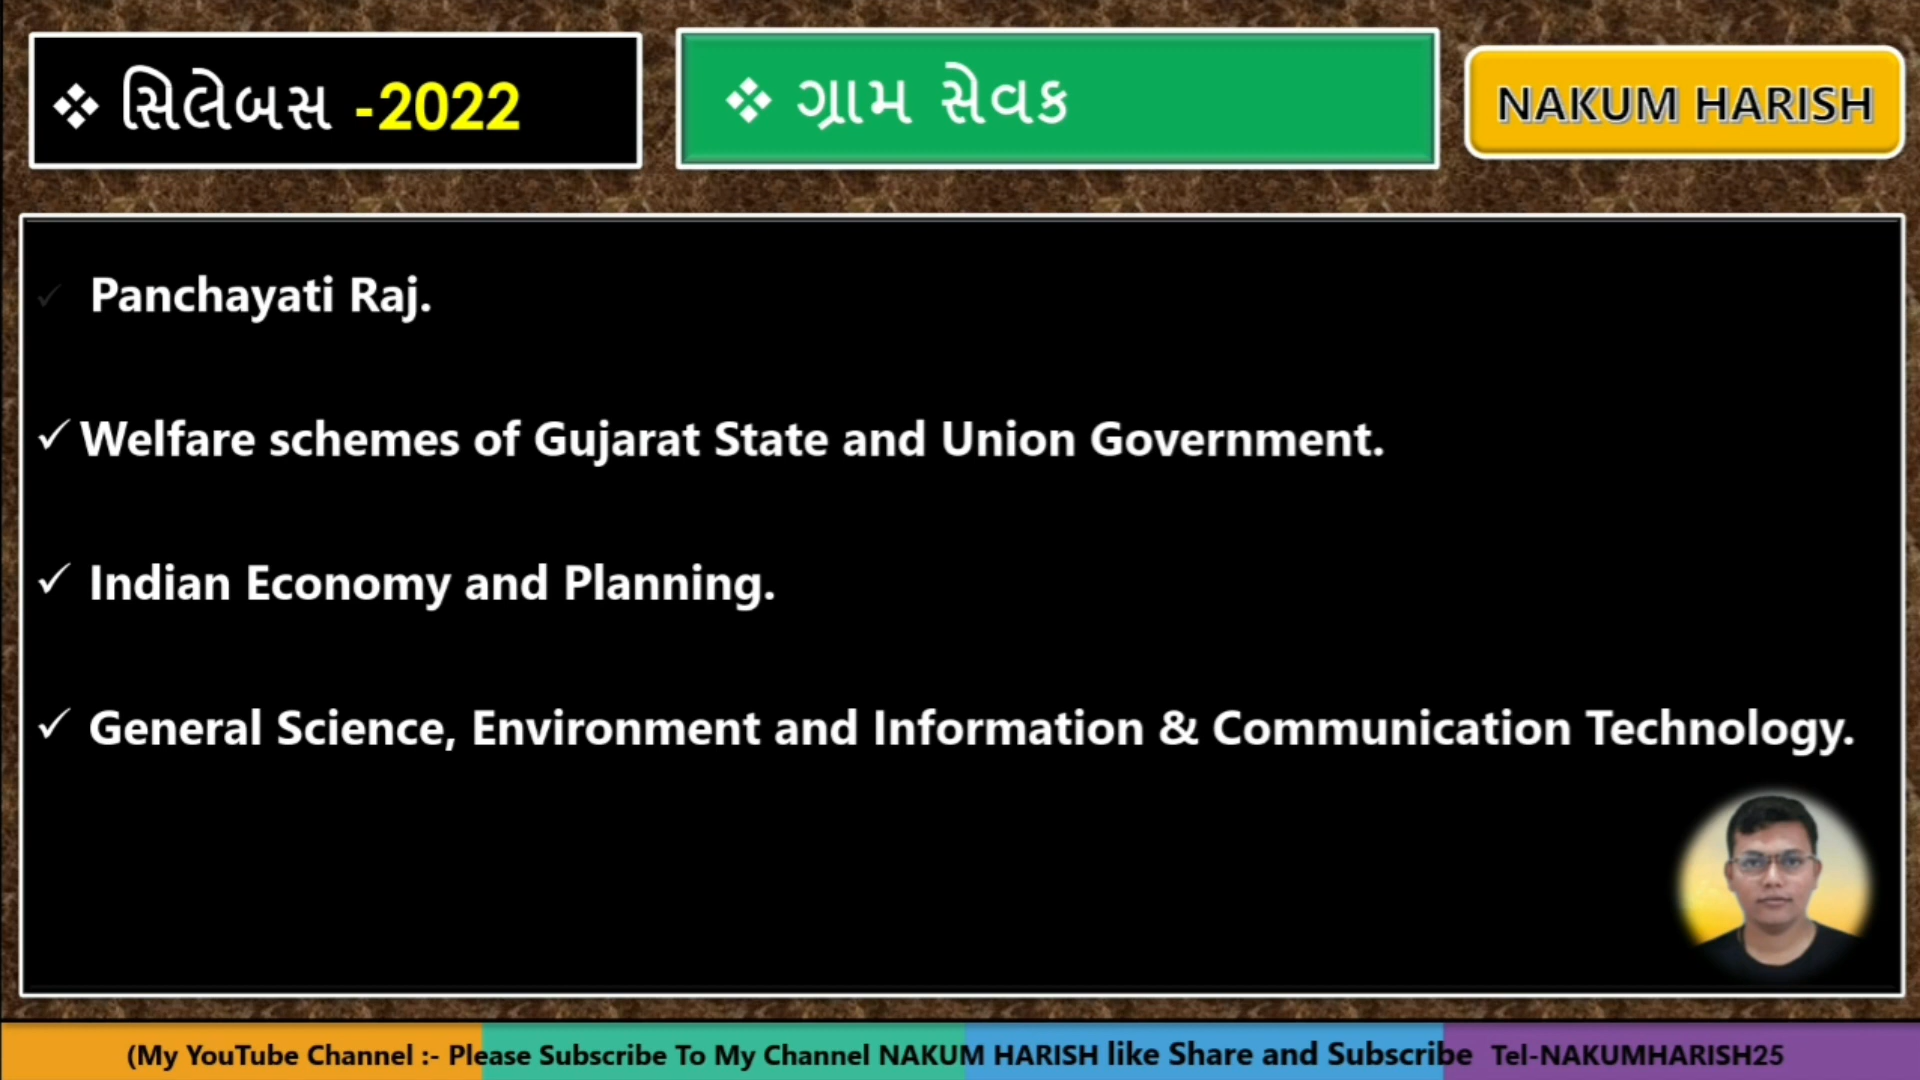 ❖ સિલેબસ -2022
❖ ગ્રામ સેવક
NAKUM HARISH
✓ Panchayati Raj.
✓ Welfare schemes of Gujarat State and Union Government.
✓ Indian Economy and Planning.
✓ General Science, Environment and Information & Communication Technology.
(My YouTube Channel :- Please Subscribe To My Channel NAKUM HARISH like Share and Subscribe Tel-NAKUMHARISH25